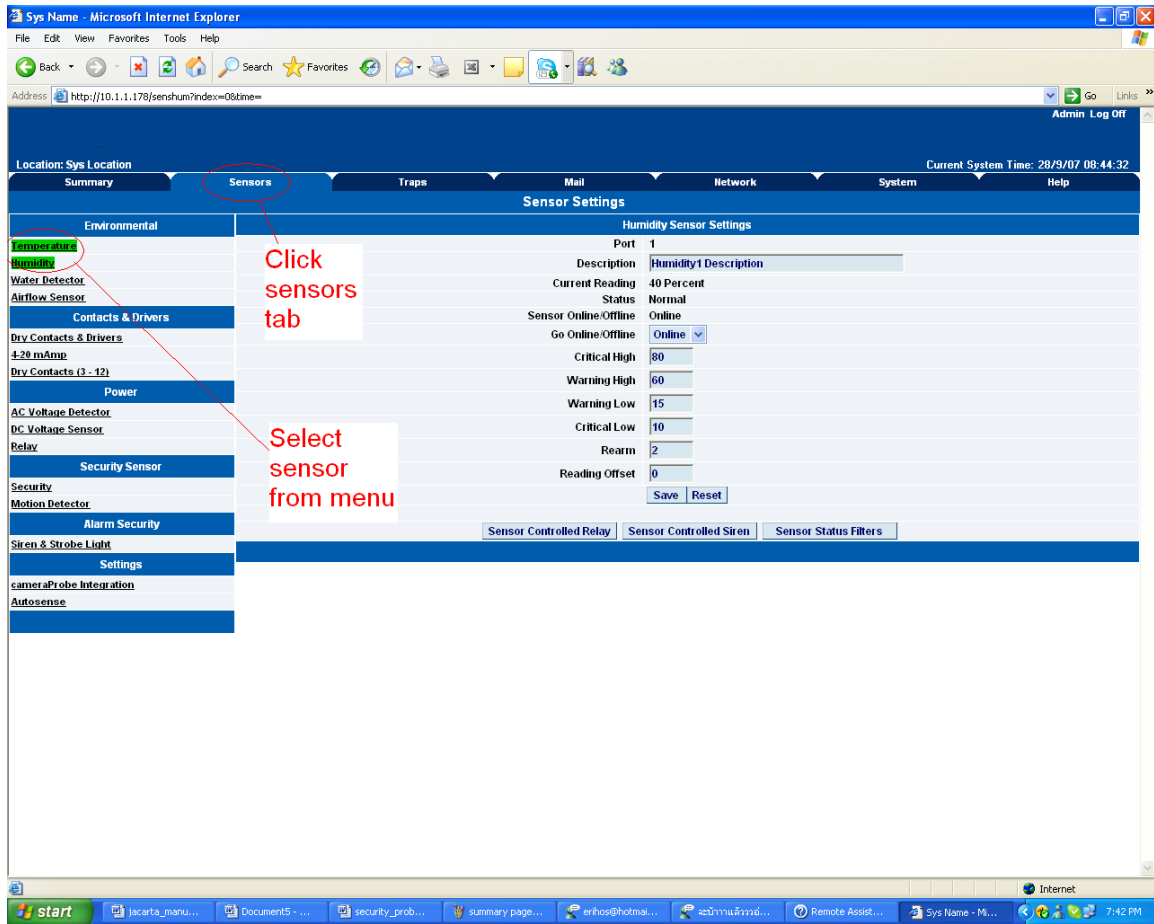 Sys Name - Microsoft Internet Explorer
File Edit View Favorites Tools Help
Back Search Favorites
Address http://10.1.1.178/senshum?index=0&time= Go Links »
Admin Log Off
Location: Sys Location Current System Time: 28/9/07 08:44:32
Summary Sensors Traps Mail Network System Help
Sensor Settings
Environmental
Temperature
Humidity
Water Detector
Airflow Sensor
Contacts & Drivers
Dry Contacts & Drivers
4-20 mAmp
Dry Contacts (3 - 12)
Power
AC Voltage Detector
DC Voltage Sensor
Relay
Security Sensor
Security
Motion Detector
Alarm Security
Siren & Strobe Light
Settings
cameraProbe Integration
Autosense
Click
sensors
tab
Select
sensor
from menu
Humidity Sensor Settings
Port 1
Description Humidity1 Description
Current Reading 40 Percent
Status Normal
Sensor Online/Offline Online
Go Online/Offline Online
Critical High 80
Warning High 60
Warning Low 15
Critical Low 10
Rearm 2
Reading Offset 0
Save Reset
Sensor Controlled Relay Sensor Controlled Siren Sensor Status Filters
Internet
start jacarta_manu... Document5 - ... security_prob... summary page... erihos@hotmai... Remote Assist... Sys Name - Mi... 7:42 PM